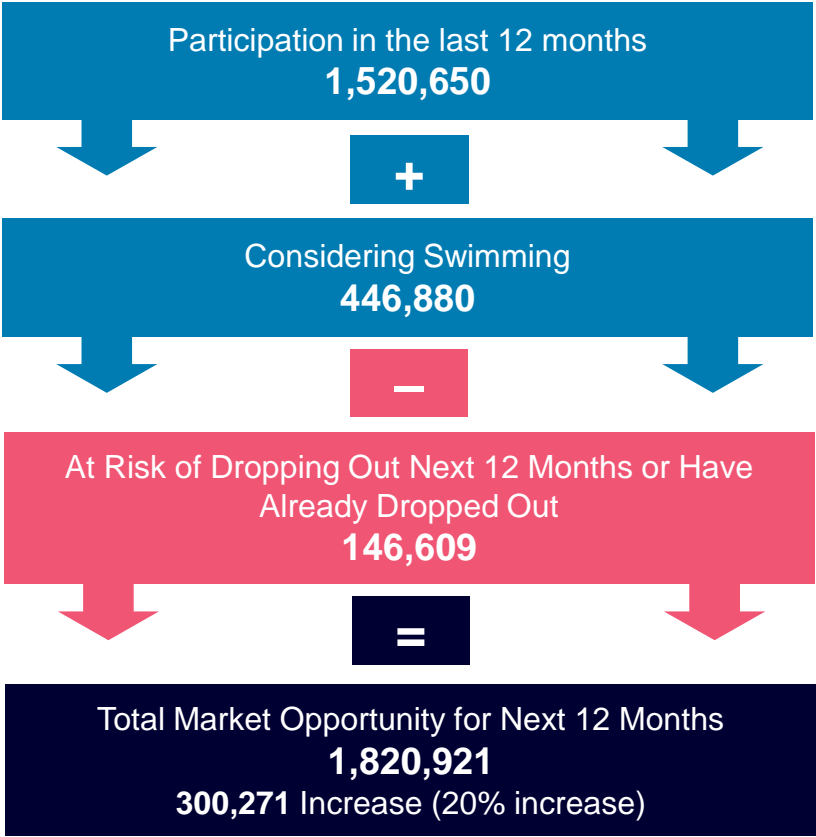 Participation in the last 12 months
1,520,650
+
Considering Swimming
446,880
–
At Risk of Dropping Out Next 12 Months or Have
Already Dropped Out
146,609
=
Total Market Opportunity for Next 12 Months
1,820,921
300,271 Increase (20% increase)